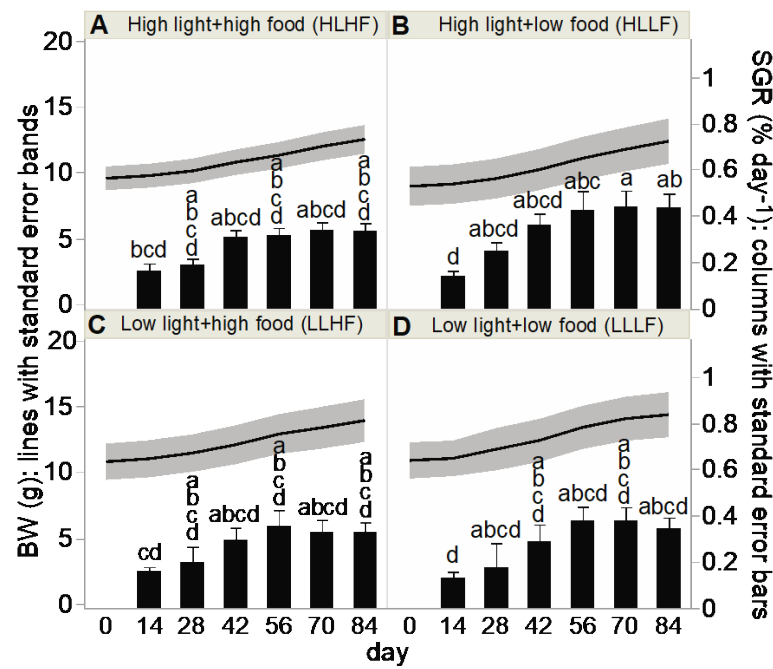 A High light+high food (HLHF)
B High light+low food (HLLF)
20
15
10
5
0
1
0.8
0.6
0.4
0.2
0
bcd
a
b
c
d
abcd
a
b
c
d
abcd
a
b
c
d
d
abcd
abcd
abc
a
ab
C Low light+high food (LLHF)
D Low light+low food (LLLF)
20
15
10
5
0
1
0.8
0.6
0.4
0.2
0
cd
a
b
c
d
abcd
a
b
c
d
abcd
a
b
c
d
d
abcd
a
b
c
d
abcd
a
b
c
d
abcd
0 14 28 42 56 70 84
0 14 28 42 56 70 84
day
BW (g): lines with standard error bands
SGR (% day-1): columns with standard error bars